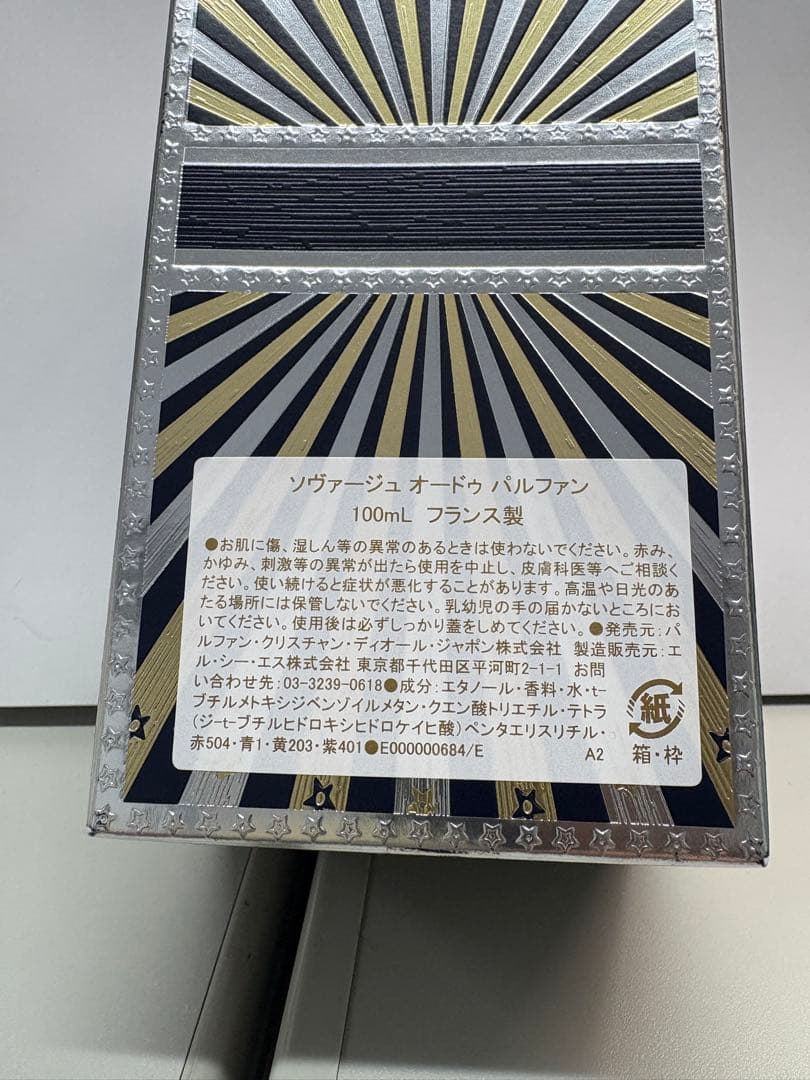 ソヴァージュ オードゥ パルファン
100mL フランス製
●お肌に傷、湿しん等の異常のあるときは使わないでください。赤み、
かゆみ、刺激等の異常が出たら使用を中止し、皮膚科医等へご相談く
ださい。使い続けると症状が悪化することがあります。高温や日光のあ
たる場所には保管しないでください。乳幼児の手の届かないところにお
いてください。使用後は必ずしっかり蓋をしめてください。●発売元：パ
ルファン・クリスチャン・ディオール・ジャポン株式会社 製造販売元：エ
ル・シー・エス株式会社 東京都千代田区平河町2-1-1 お問
い合わせ先：03-3239-0618●成分：エタノール・香料・水・t-
ブチルメトキシジベンゾイルメタン・クエン酸トリエチル・テトラ
(ジ-t-ブチルヒドロキシヒドロケイヒ酸)ペンタエリスリチル・
赤504・青1・黄203・紫401●E000000684/E A2
紙
箱・枠